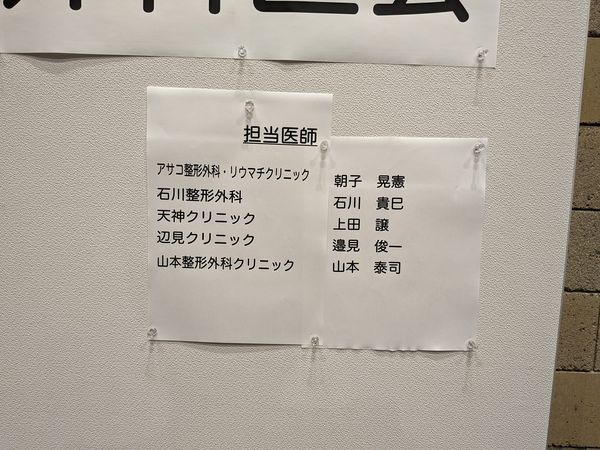 担当医師
アサコ整形外科・リウマチクリニック 朝子 晃憲
石川整形外科 石川 貴巳
天神クリニック 上田 譲
辺見クリニック 邉見 俊一
山本整形外科クリニック 山本 泰司